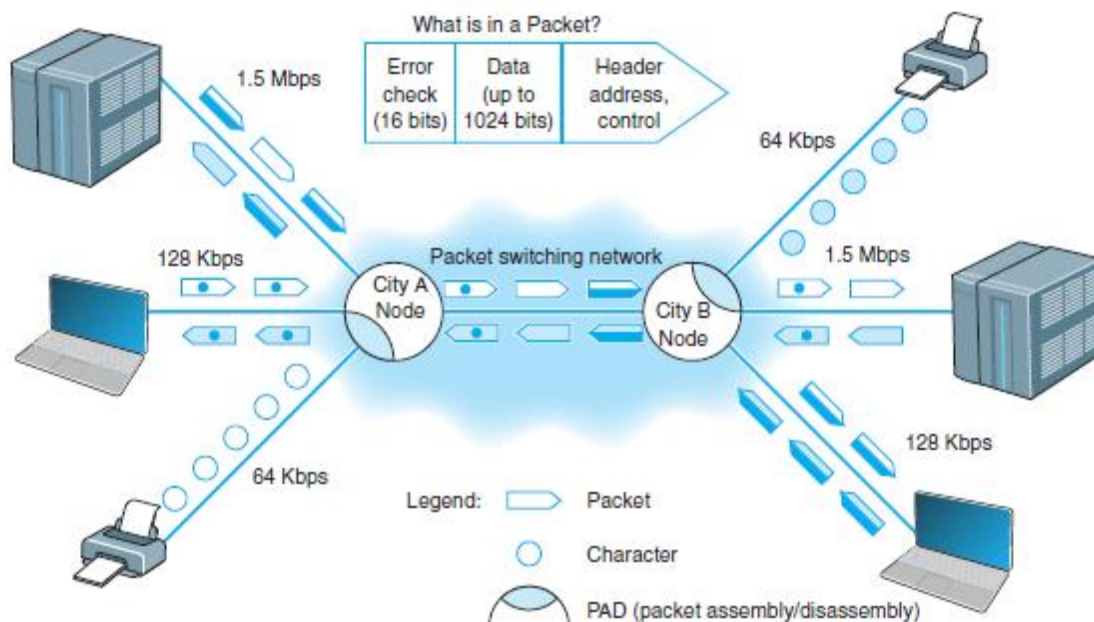 What is in a Packet?
Error
check
(16 bits)
Data
(up to
1024 bits)
Header
address,
control
1.5 Mbps
64 Kbps
128 Kbps
Packet switching network
1.5 Mbps
City A
Node
City B
Node
64 Kbps
128 Kbps
Legend:
Packet
Character
PAD (packet assembly/disassembly)